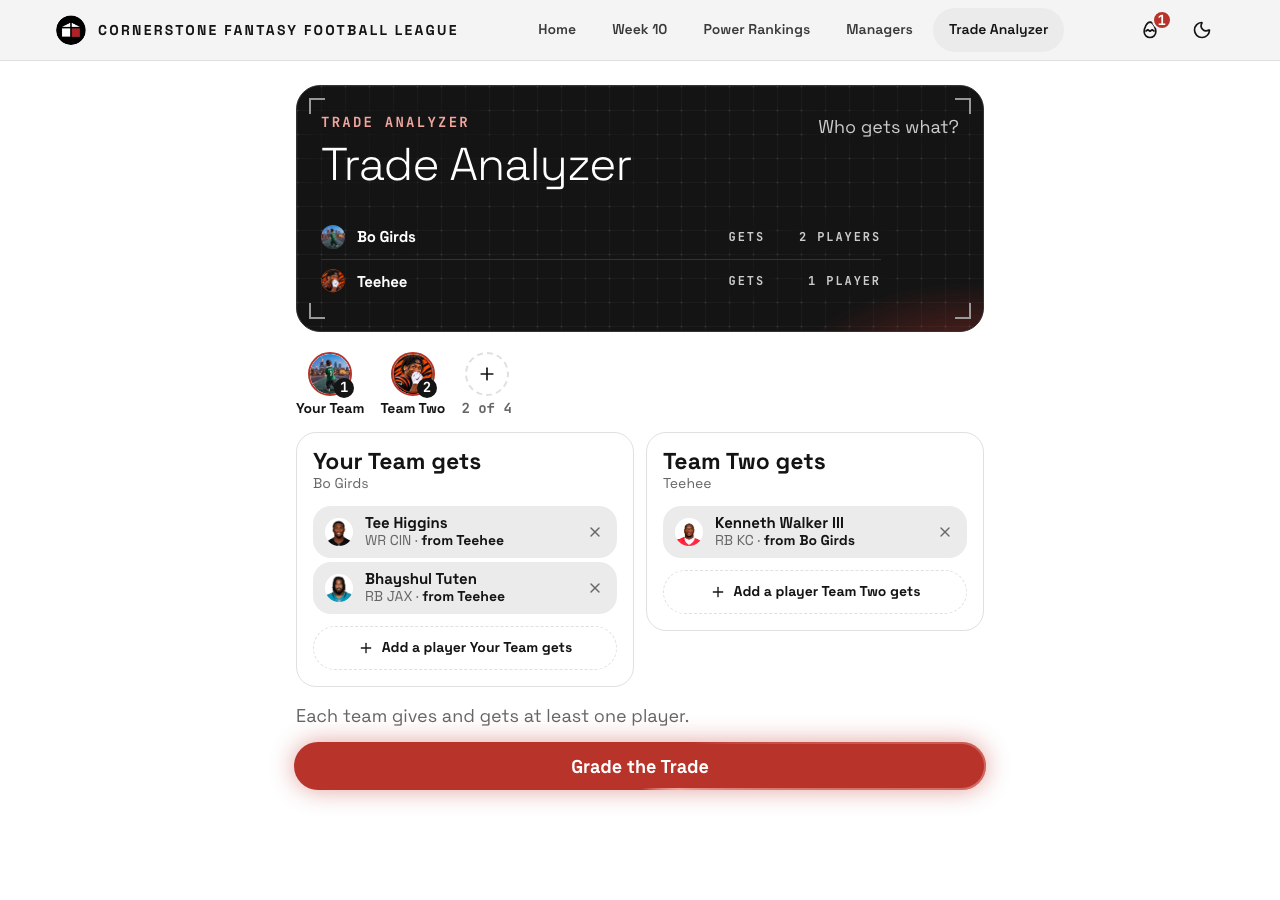 CORNERSTONE FANTASY FOOTBALL LEAGUE
Home
Week 10
Power Rankings
Managers
Trade Analyzer
1
TRADE ANALYZER
Who gets what?
Trade Analyzer
Bo Girds GETS 2 PLAYERS
Teehee GETS 1 PLAYER
1
2
Your Team
Team Two
2 of 4
Your Team gets
Bo Girds
Tee Higgins
WR CIN · from Teehee
Bhayshul Tuten
RB JAX · from Teehee
Add a player Your Team gets
Team Two gets
Teehee
Kenneth Walker III
RB KC · from Bo Girds
Add a player Team Two gets
Each team gives and gets at least one player.
Grade the Trade